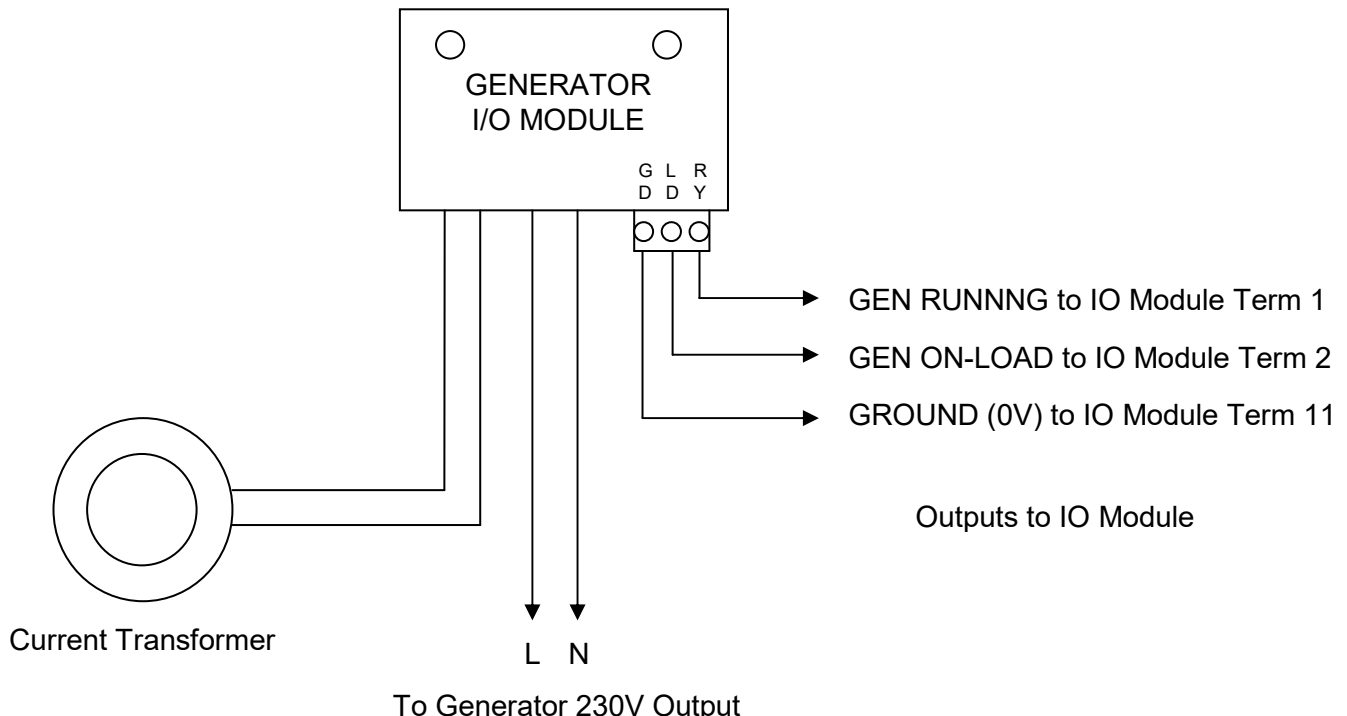 GENERATOR
I/O MODULE
G L R
D D Y
GEN RUNNNG to IO Module Term 1
GEN ON-LOAD to IO Module Term 2
GROUND (0V) to IO Module Term 11
Outputs to IO Module
Current Transformer
L N
To Generator 230V Output